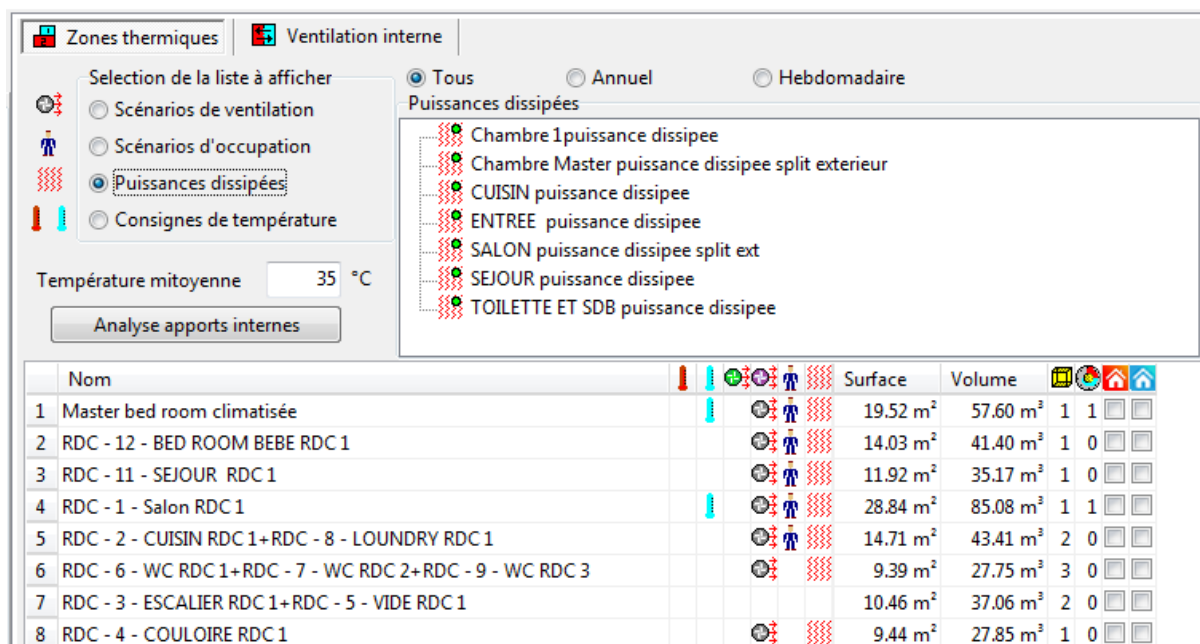 Zones thermiques Ventilation interne
Selection de la liste à afficher
Tous Annuel Hebdomadaire
Scénarios de ventilation
Scénarios d'occupation
Puissances dissipées
Consignes de température
Température mitoyenne 35 °C
Analyse apports internes
Puissances dissipées
Chambre 1puissance dissipee
Chambre Master puissance dissipee split exterieur
CUISIN puissance dissipee
ENTREE puissance dissipee
SALON puissance dissipee split ext
SEJOUR puissance dissipee
TOILETTE ET SDB puissance dissipee
Nom Surface Volume
1 Master bed room climatisée 19.52 m² 57.60 m³ 1 1
2 RDC - 12 - BED ROOM BEBE RDC 1 14.03 m² 41.40 m³ 1 0
3 RDC - 11 - SEJOUR RDC 1 11.92 m² 35.17 m³ 1 0
4 RDC - 1 - Salon RDC 1 28.84 m² 85.08 m³ 1 1
5 RDC - 2 - CUISIN RDC 1+RDC - 8 - LOUNDRY RDC 1 14.71 m² 43.41 m³ 2 0
6 RDC - 6 - WC RDC 1+RDC - 7 - WC RDC 2+RDC - 9 - WC RDC 3 9.39 m² 27.75 m³ 3 0
7 RDC - 3 - ESCALIER RDC 1+RDC - 5 - VIDE RDC 1 10.46 m² 37.06 m³ 2 0
8 RDC - 4 - COULOIRE RDC 1 9.44 m² 27.85 m³ 1 0